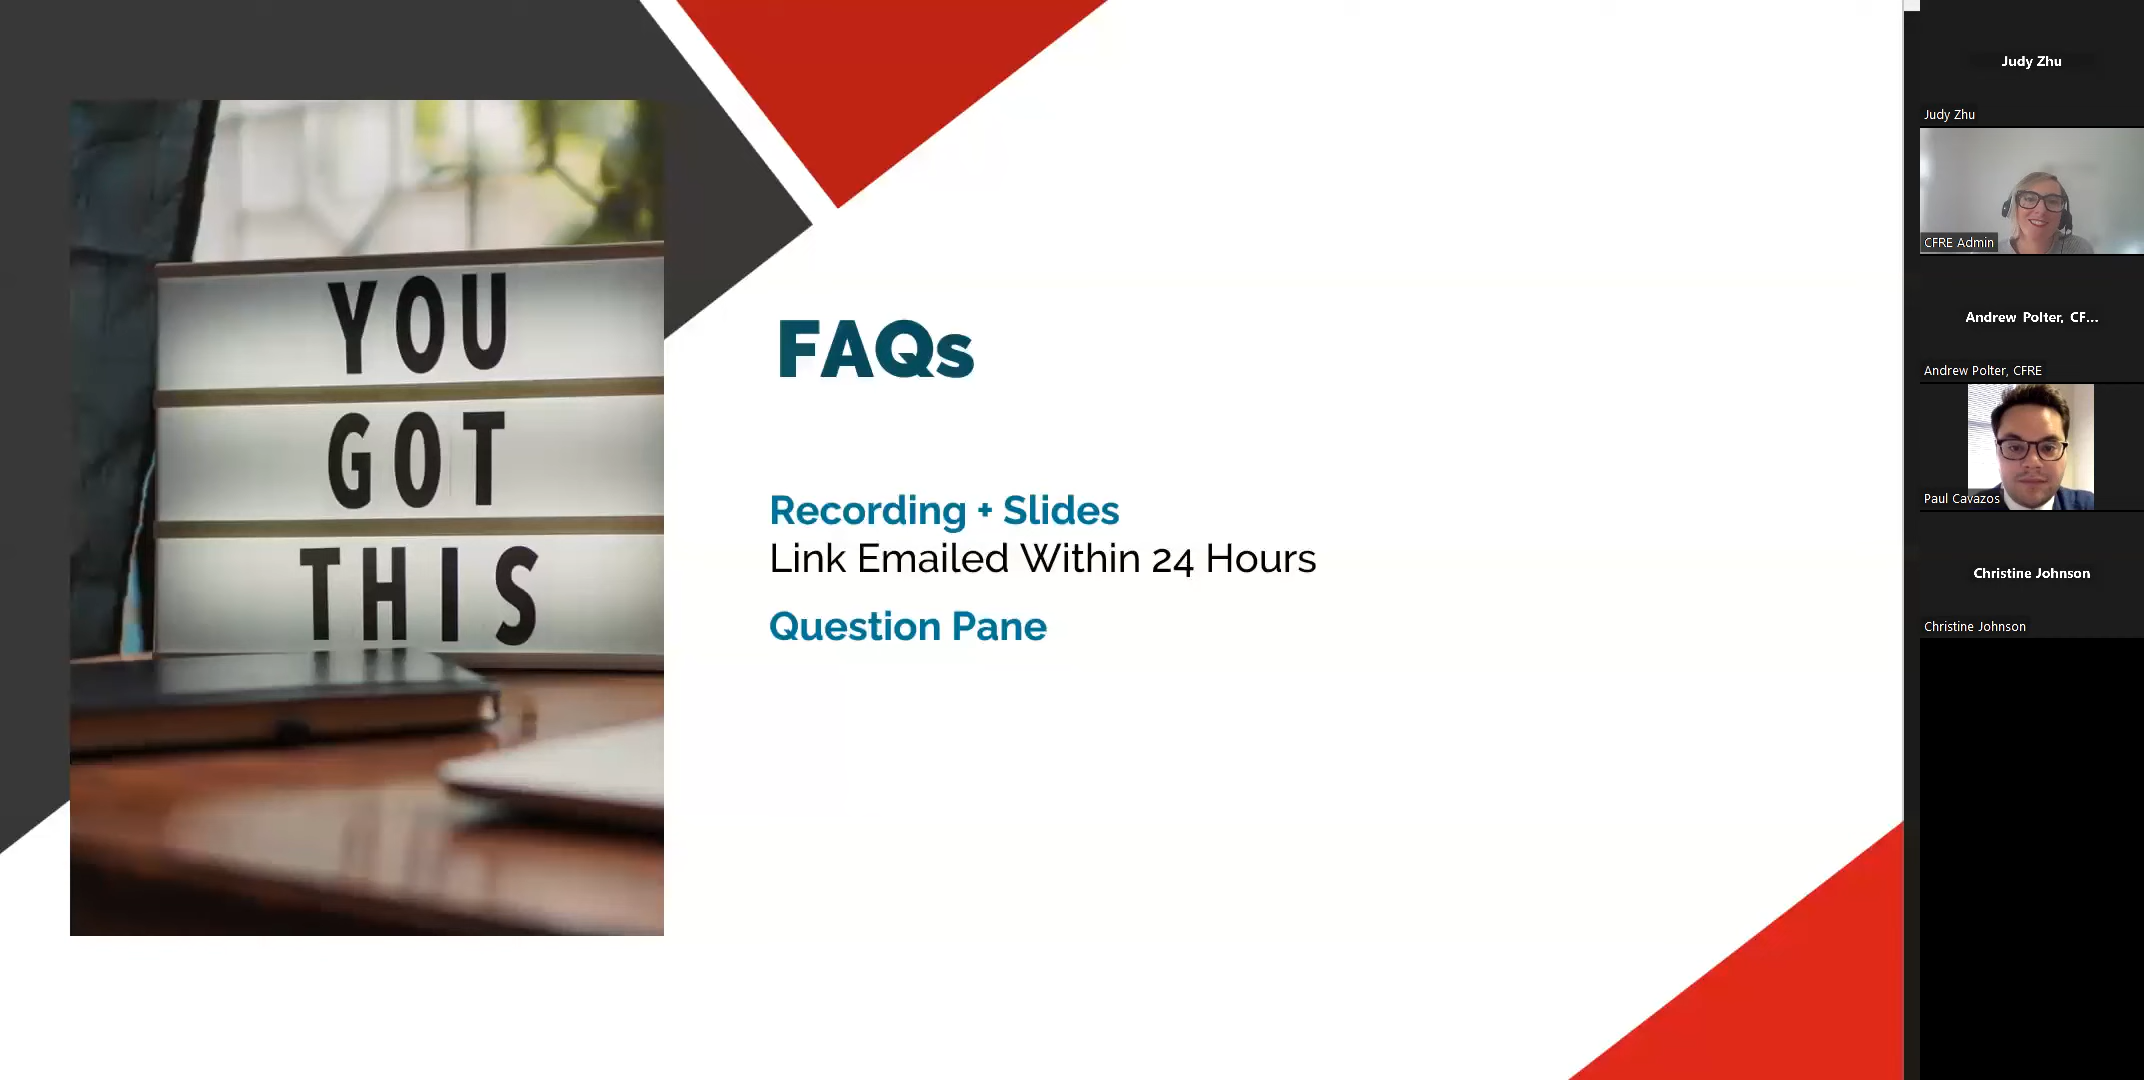 YOU
GOT
THIS
FAQs
Recording + Slides
Link Emailed Within 24 Hours
Question Pane
Judy Zhu
Judy Zhu
CFRE Admin
Andrew Polter, CF...
Andrew Polter, CFRE
Paul Cavazos
Christine Johnson
Christine Johnson